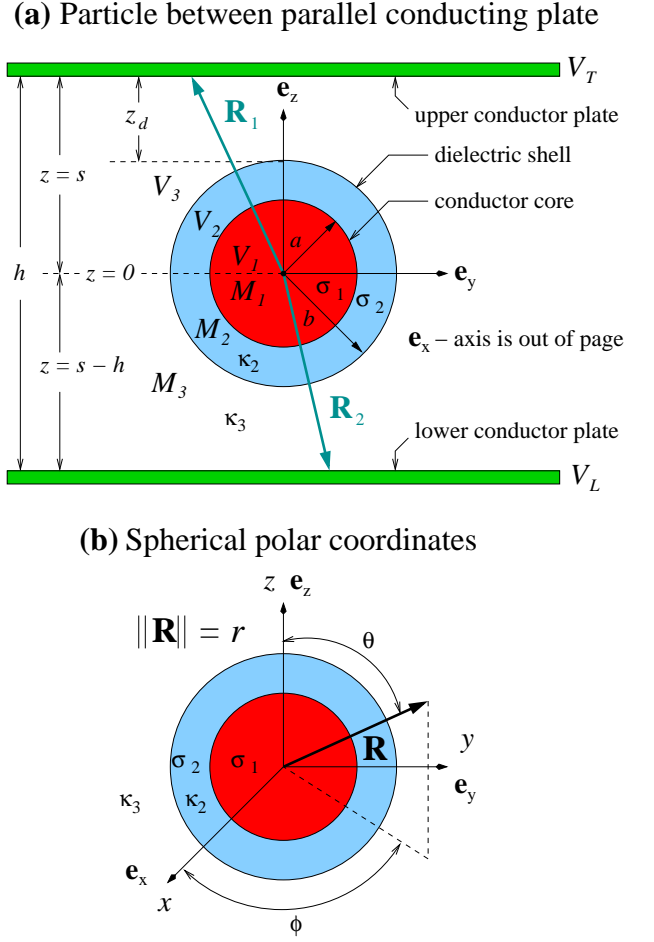 (a) Particle between parallel conducting plate
V_T
e_z
z_d
R_1
upper conductor plate
dielectric shell
z = s
V_3
conductor core
V_2
a
V_1
h
z = 0
e_y
M_1
σ_1
σ_2
b
M_2
e_x – axis is out of page
κ_2
z = s – h
M_3
R_2
κ_3
lower conductor plate
V_L
(b) Spherical polar coordinates
z e_z
||R|| = r
θ
R
y
σ_2 σ_1
e_y
κ_3
κ_2
e_x
x
ϕ